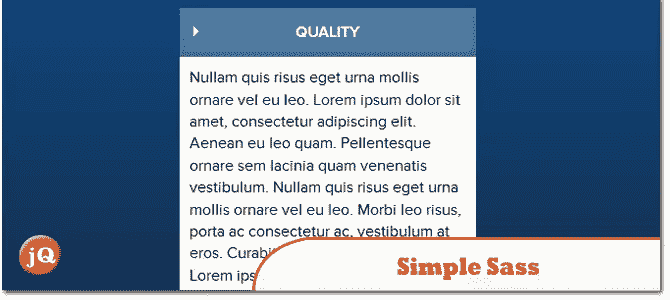 QUALITY
Nullam quis risus eget urna mollis
ornare vel eu leo. Lorem ipsum dolor sit
amet, consectetur adipiscing elit.
Aenean eu leo quam. Pellentesque
ornare sem lacinia quam venenatis
vestibulum. Nullam quis risus eget urna
mollis ornare vel eu leo. Morbi leo risus,
porta ac consectetur ac, vestibulum at
eros. Curabi
Lorem ips
jQ
Simple Sass